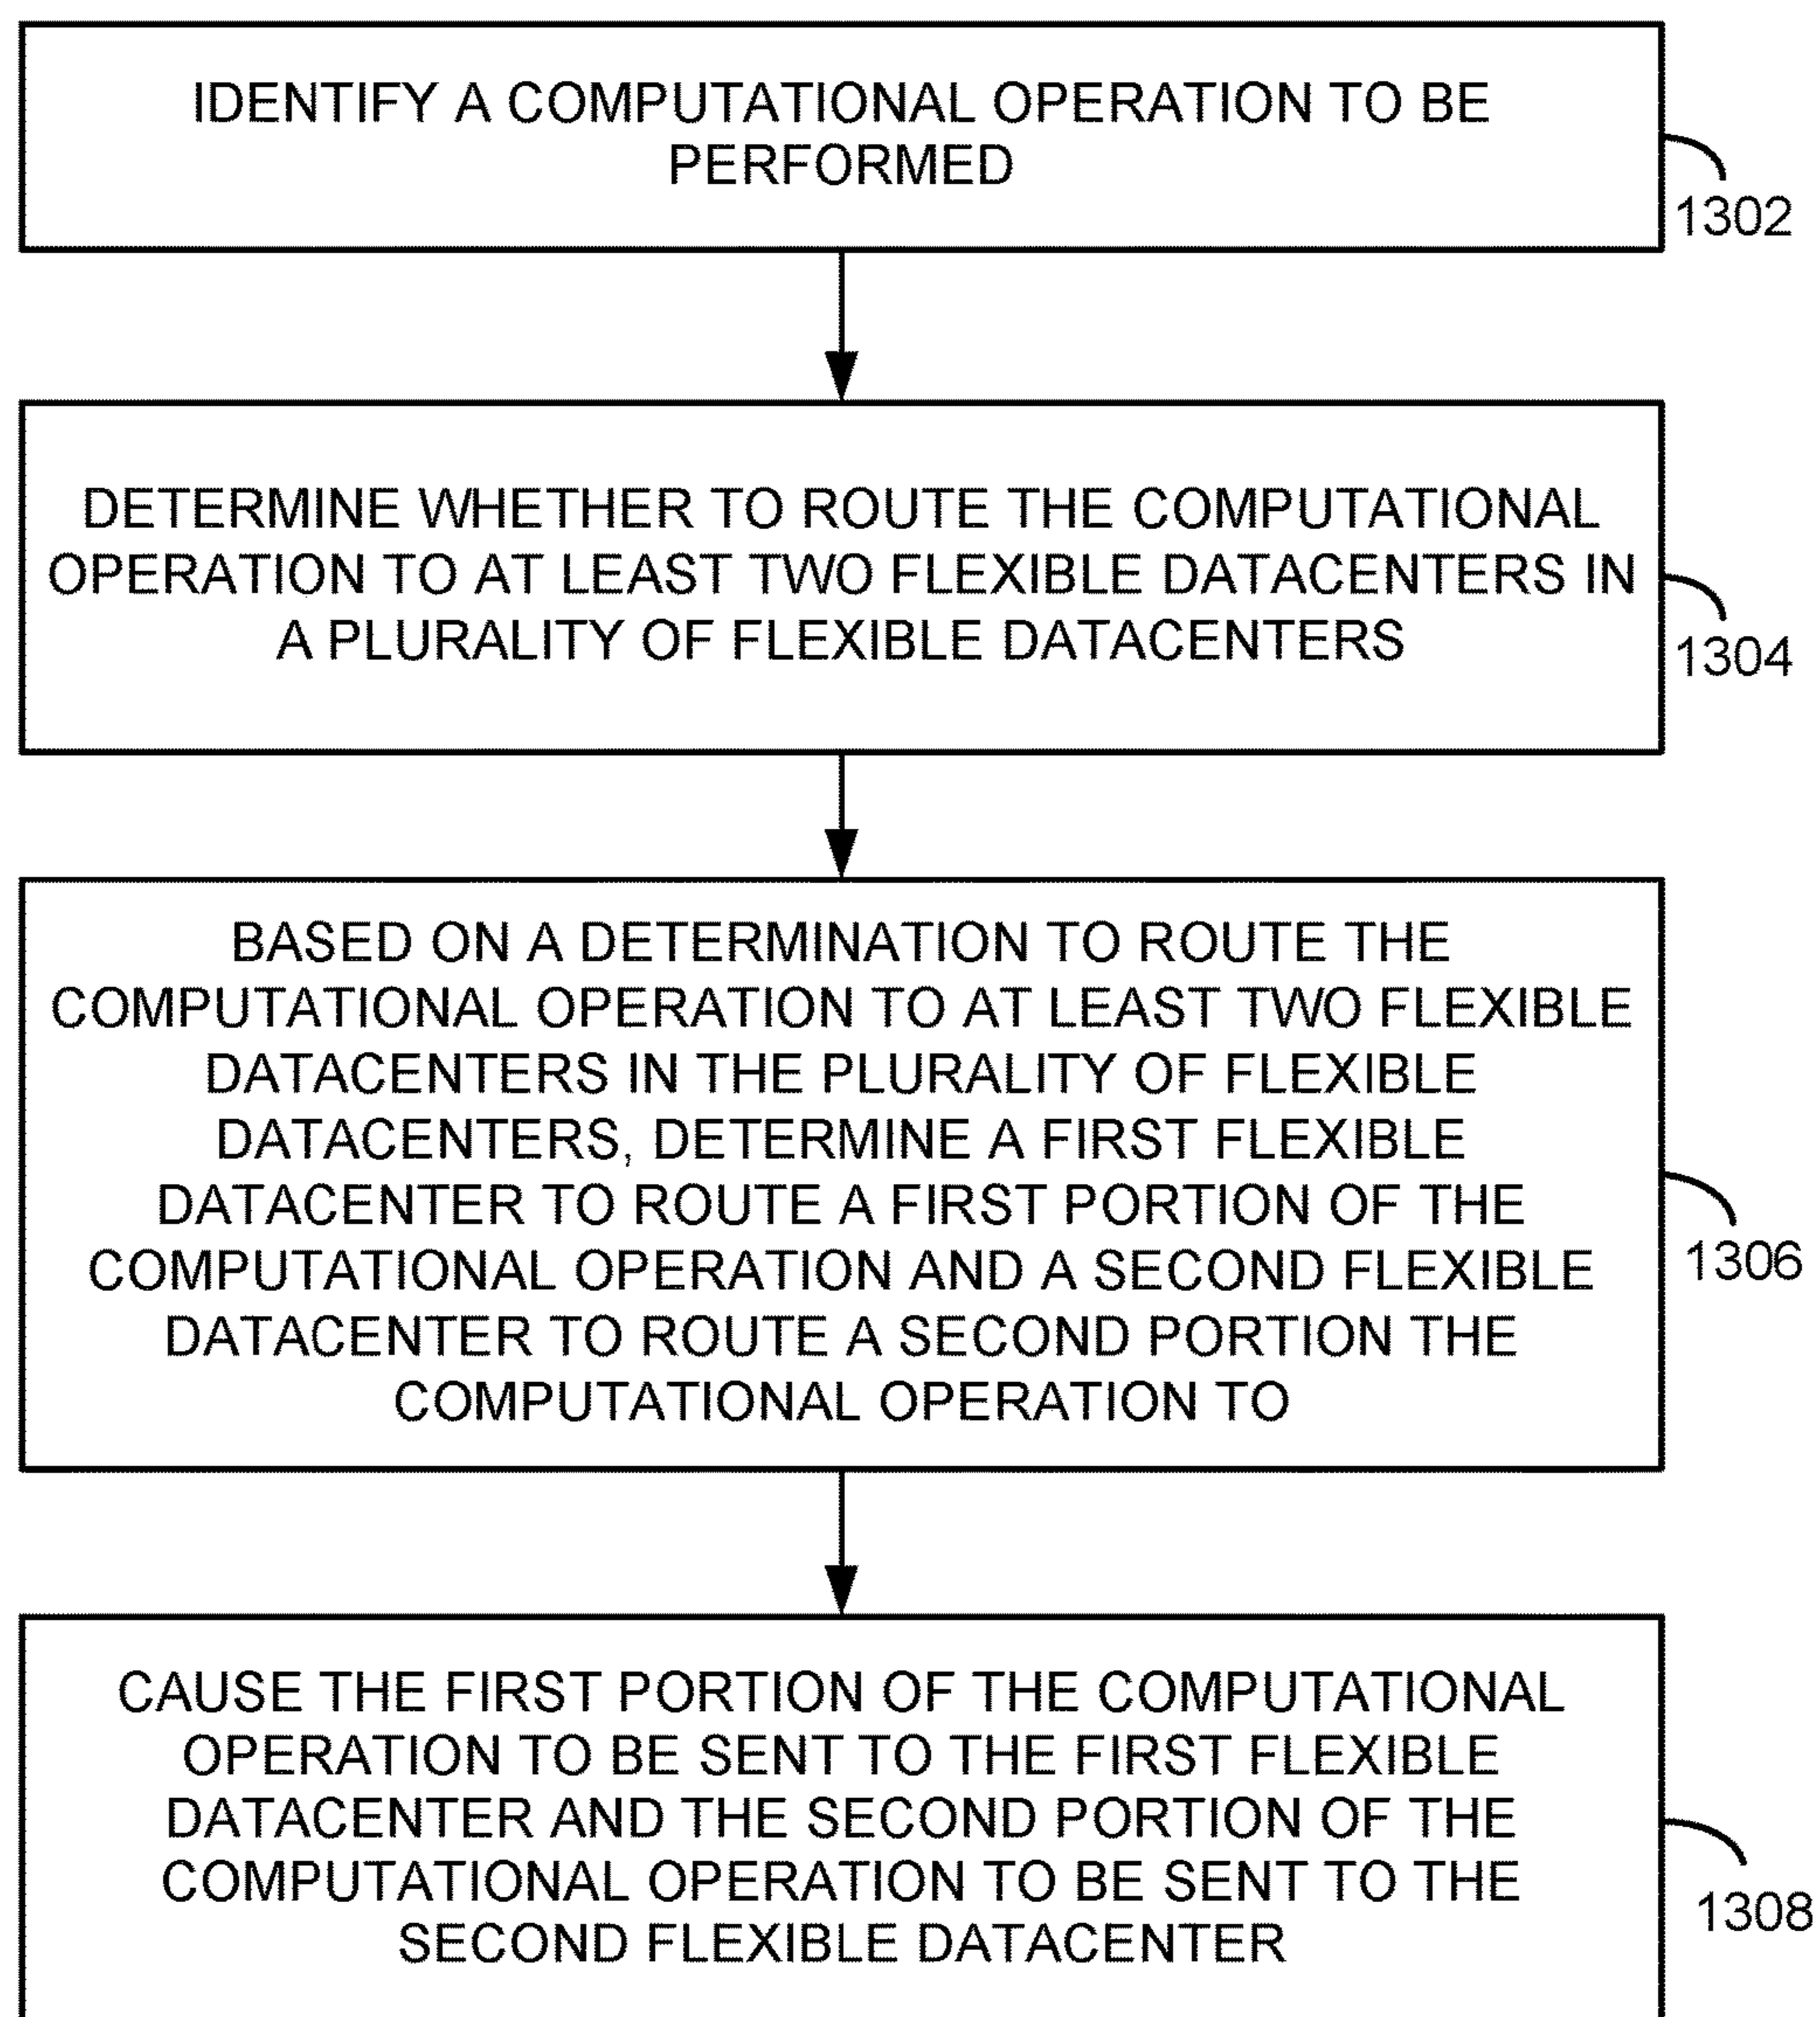 IDENTIFY A COMPUTATIONAL OPERATION TO BE
PERFORMED
1302
DETERMINE WHETHER TO ROUTE THE COMPUTATIONAL
OPERATION TO AT LEAST TWO FLEXIBLE DATACENTERS IN
A PLURALITY OF FLEXIBLE DATACENTERS
1304
BASED ON A DETERMINATION TO ROUTE THE
COMPUTATIONAL OPERATION TO AT LEAST TWO FLEXIBLE
DATACENTERS IN THE PLURALITY OF FLEXIBLE
DATACENTERS, DETERMINE A FIRST FLEXIBLE
DATACENTER TO ROUTE A FIRST PORTION OF THE
COMPUTATIONAL OPERATION AND A SECOND FLEXIBLE
DATACENTER TO ROUTE A SECOND PORTION THE
COMPUTATIONAL OPERATION TO
1306
CAUSE THE FIRST PORTION OF THE COMPUTATIONAL
OPERATION TO BE SENT TO THE FIRST FLEXIBLE
DATACENTER AND THE SECOND PORTION OF THE
COMPUTATIONAL OPERATION TO BE SENT TO THE
SECOND FLEXIBLE DATACENTER
1308